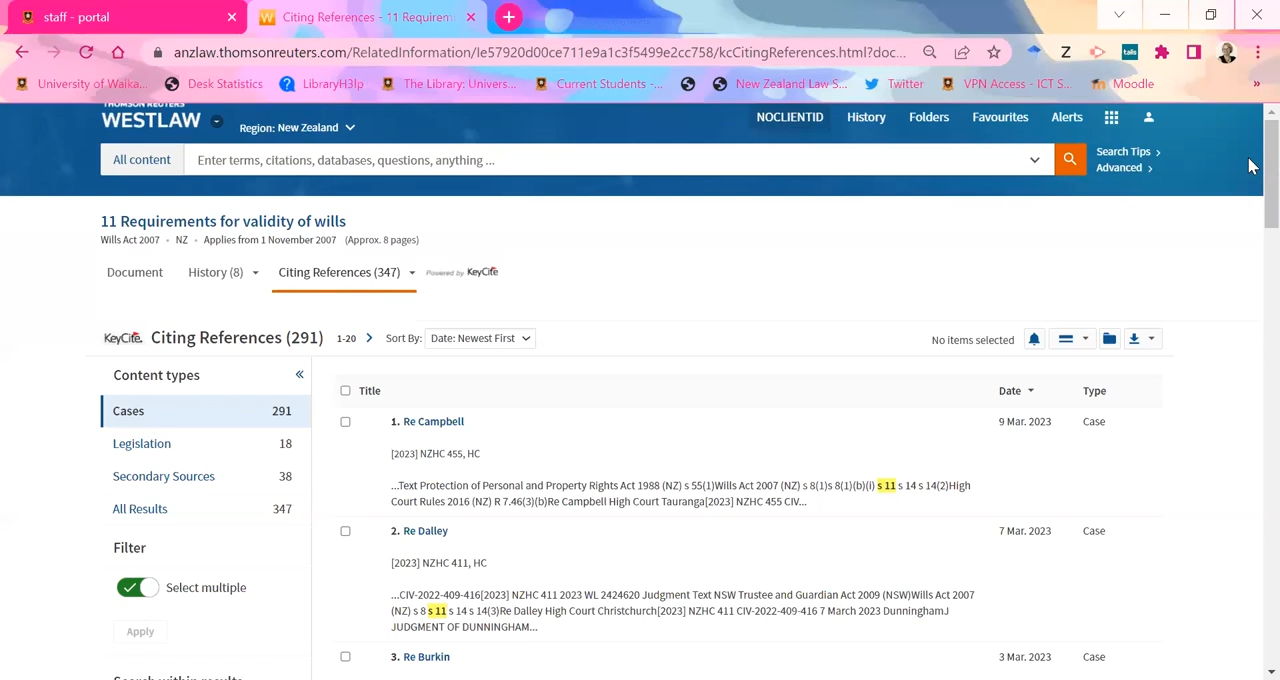 staff - portal
Citing References - 11 Requirem
anzlaw.thomsonreuters.com/RelatedInformation/Ie57920d00ce711e9a1c3f5499e2cc758/kcCitingReferences.html?doc...
University of Waika...
Desk Statistics
LibraryH3lp
The Library: Univers...
Current Students -...
New Zealand Law S...
Twitter
VPN Access - ICT S...
Moodle
»
THOMSON REUTERS
WESTLAW
Region: New Zealand
NOCLIENTID
History
Folders
Favourites
Alerts
All content
Enter terms, citations, databases, questions, anything ...
Search Tips
Advanced
11 Requirements for validity of wills
Wills Act 2007 • NZ • Applies from 1 November 2007 (Approx. 8 pages)
Document
History (8)
Citing References (347)
Powered by KeyCite
KeyCite. Citing References (291)
1-20
Sort By: Date: Newest First
No items selected
Content types
«
Cases 291
Legislation 18
Secondary Sources 38
All Results 347
Filter
Select multiple
Apply
Search within results
Title
Date
Type
1. Re Campbell
9 Mar. 2023
Case
[2023] NZHC 455, HC
...Text Protection of Personal and Property Rights Act 1988 (NZ) s 55(1)Wills Act 2007 (NZ) s 8(1)s 8(1)(b)(i) s 11 s 14 s 14(2)High
Court Rules 2016 (NZ) R 7.46(3)(b)Re Campbell High Court Tauranga[2023] NZHC 455 CIV...
2. Re Dalley
7 Mar. 2023
Case
[2023] NZHC 411, HC
...CIV-2022-409-416[2023] NZHC 411 2023 WL 2424620 Judgment Text NSW Trustee and Guardian Act 2009 (NSW)Wills Act 2007
(NZ) s 8 s 11 s 14 s 14(3)Re Dalley High Court Christchurch[2023] NZHC 411 CIV-2022-409-416 7 March 2023 DunninghamJ
JUDGMENT OF DUNNINGHAM...
3. Re Burkin
3 Mar. 2023
Case